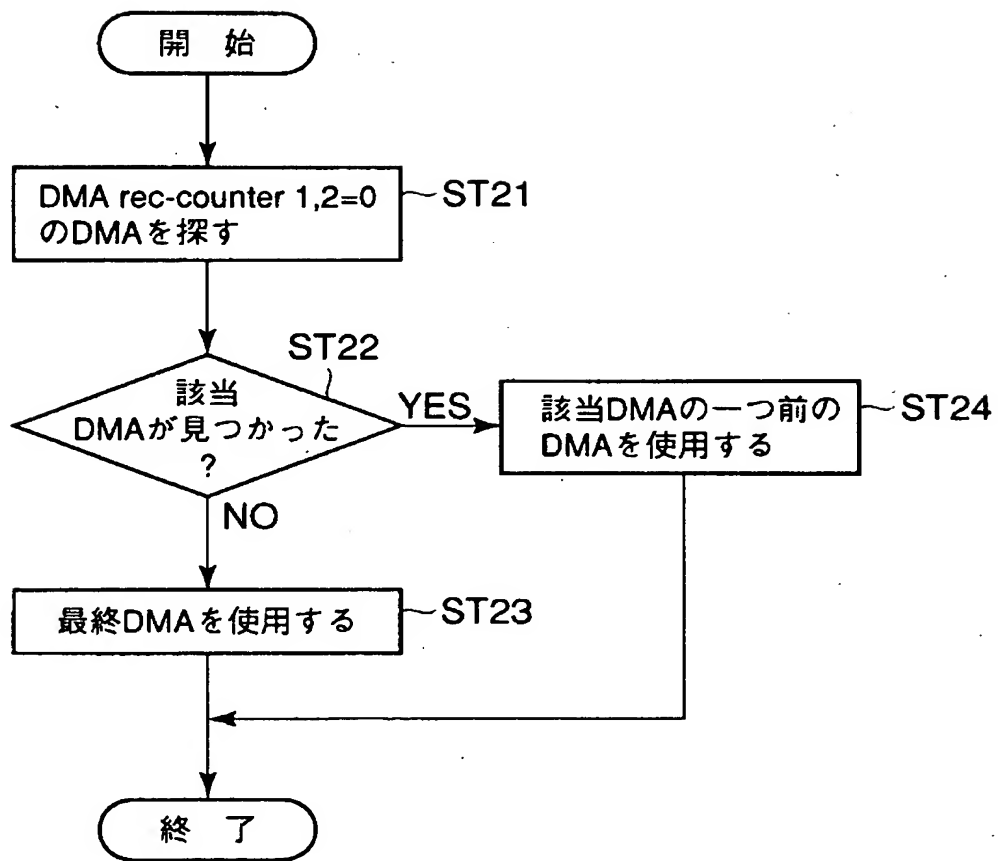 開 始
DMA rec-counter 1,2=0
のDMAを探す
ST21
ST22
該当
DMAが見つかった
?
YES
該当DMAの一つ前の
DMAを使用する
ST24
NO
最終DMAを使用する
ST23
終 了